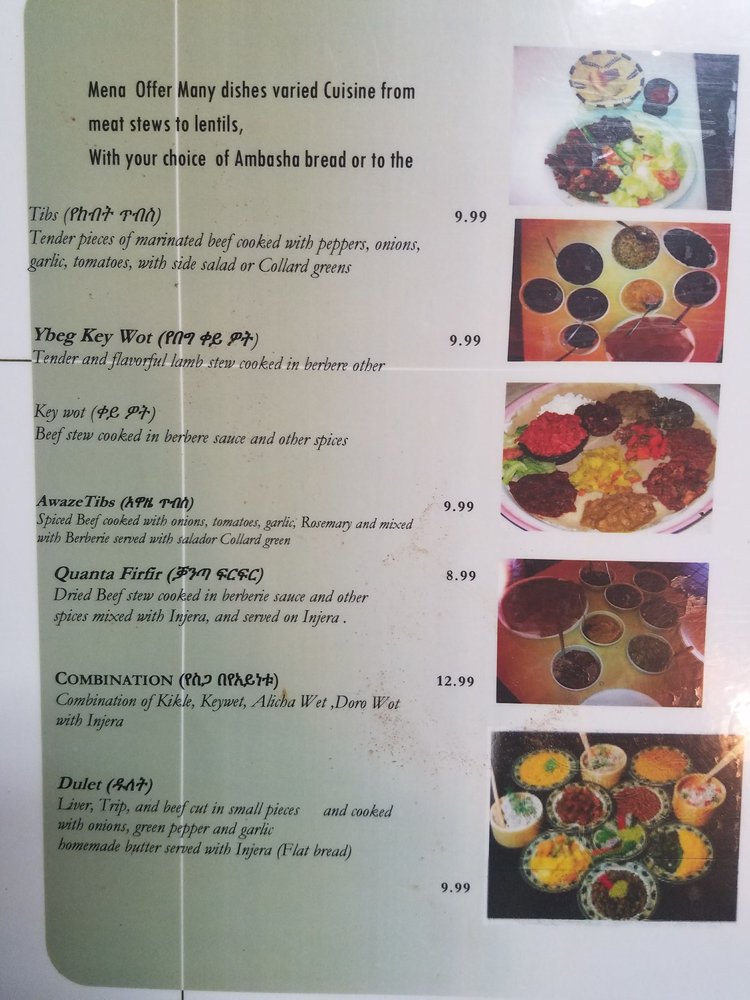 Mena Offer Many dishes varied Cuisine from
meat stews to lentils,
With your choice of Ambasha bread or to the
Tibs (የከብት ጥብስ) 9.99
Tender pieces of marinated beef cooked with peppers, onions,
garlic, tomatoes, with side salad or Collard greens
Ybeg Key Wot (የበግ ቀይ ዎት) 9.99
Tender and flavorful lamb stew cooked in berbere other
Key wot (ቀይ ዎት)
Beef stew cooked in berbere sauce and other spices
Awaze Tibs (አዋዜ ጥብስ) 9.99
Spiced Beef cooked with onions, tomatoes, garlic, Rosemary and mixed
with Berberie served with salador Collard green
Quanta Firfir (ቓንጣ ፍርፍር) 8.99
Dried Beef stew cooked in berberie sauce and other
spices mixed with Injera, and served on Injera .
COMBINATION (የስጋ በየአይነቱ) 12.99
Combination of Kikle, Keywet, Alicha Wet ,Doro Wot
with Injera
Dulet (ዱለት)
Liver, Trip, and beef cut in small pieces and cooked
with onions, green pepper and garlic
homemade butter served with Injera (Flat bread)
9.99